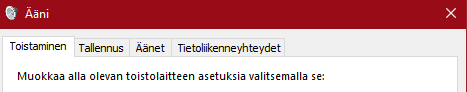 Ääni
Toistaminen Tallennus Äänet Tietoliikenneyhteydet
Muokkaa alla olevan toistolaitteen asetuksia valitsemalla se: